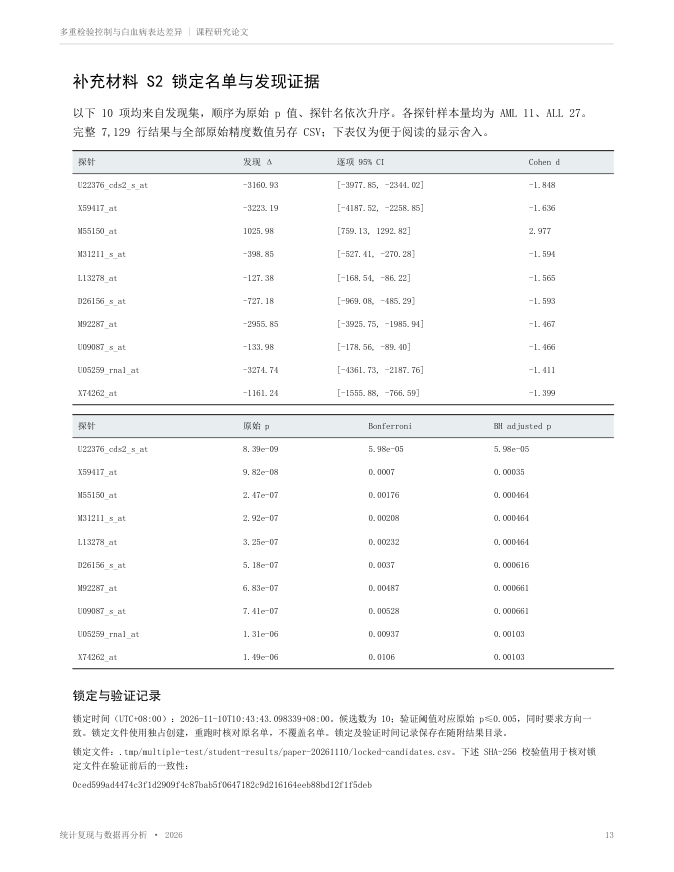 多重检验控制与白血病表达差异 | 课程研究论文
补充材料 S2 锁定名单与发现证据
以下 10 项均来自发现集，顺序为原始 p 值、探针名依次升序。各探针样本量均为 AML 11、ALL 27。
完整 7,129 行结果与全部原始精度数值另存 CSV；下表仅为便于阅读的显示舍入。
探针 发现 Δ 逐项 95% CI Cohen d
U22376_cds2_s_at -3160.93 [-3977.85, -2344.02] -1.848
X59417_at -3223.19 [-4187.52, -2258.85] -1.636
M55150_at 1025.98 [759.13, 1292.82] 2.977
M31211_s_at -398.85 [-527.41, -270.28] -1.594
L13278_at -127.38 [-168.54, -86.22] -1.565
D26156_s_at -727.18 [-969.08, -485.29] -1.593
M92287_at -2955.85 [-3925.75, -1985.94] -1.467
U09087_s_at -133.98 [-178.56, -89.40] -1.466
U05259_rna1_at -3274.74 [-4361.73, -2187.76] -1.411
X74262_at -1161.24 [-1555.88, -766.59] -1.399
探针 原始 p Bonferroni BH adjusted p
U22376_cds2_s_at 8.39e-09 5.98e-05 5.98e-05
X59417_at 9.82e-08 0.0007 0.00035
M55150_at 2.47e-07 0.00176 0.000464
M31211_s_at 2.92e-07 0.00208 0.000464
L13278_at 3.25e-07 0.00232 0.000464
D26156_s_at 5.18e-07 0.0037 0.000616
M92287_at 6.83e-07 0.00487 0.000661
U09087_s_at 7.41e-07 0.00528 0.000661
U05259_rna1_at 1.31e-06 0.00937 0.00103
X74262_at 1.49e-06 0.0106 0.00103
锁定与验证记录
锁定时间（UTC+08:00）：2026-11-10T10:43:43.098339+08:00。候选数为 10；验证阈值对应原始 p≤0.005，同时要求方向一
致。锁定文件使用独占创建，重跑时核对原名单，不覆盖名单。锁定及验证时间记录保存在随附结果目录。
锁定文件：.tmp/multiple-test/student-results/paper-20261110/locked-candidates.csv。下述 SHA-256 校验值用于核对锁
定文件在验证前后的一致性：
0ced599ad4474c3f1d2909f4c87bab5f0647182c9d216164eeb88bd12f1f5deb
统计复现与数据再分析 • 2026
13